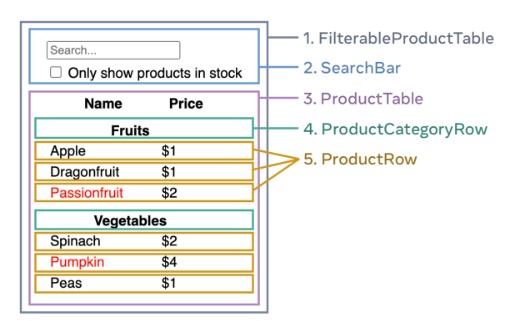 1. FilterableProductTable
Search...
Only show products in stock
2. SearchBar
3. ProductTable
Name Price
Fruits
4. ProductCategoryRow
Apple $1
5. ProductRow
Dragonfruit $1
Passionfruit $2
Vegetables
Spinach $2
Pumpkin $4
Peas $1